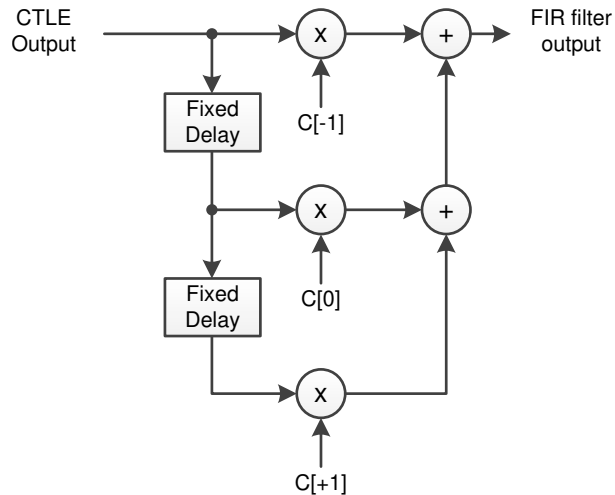 CTLE
Output
FIR filter
output
x
+
C[-1]
Fixed
Delay
x
+
C[0]
Fixed
Delay
x
C[+1]